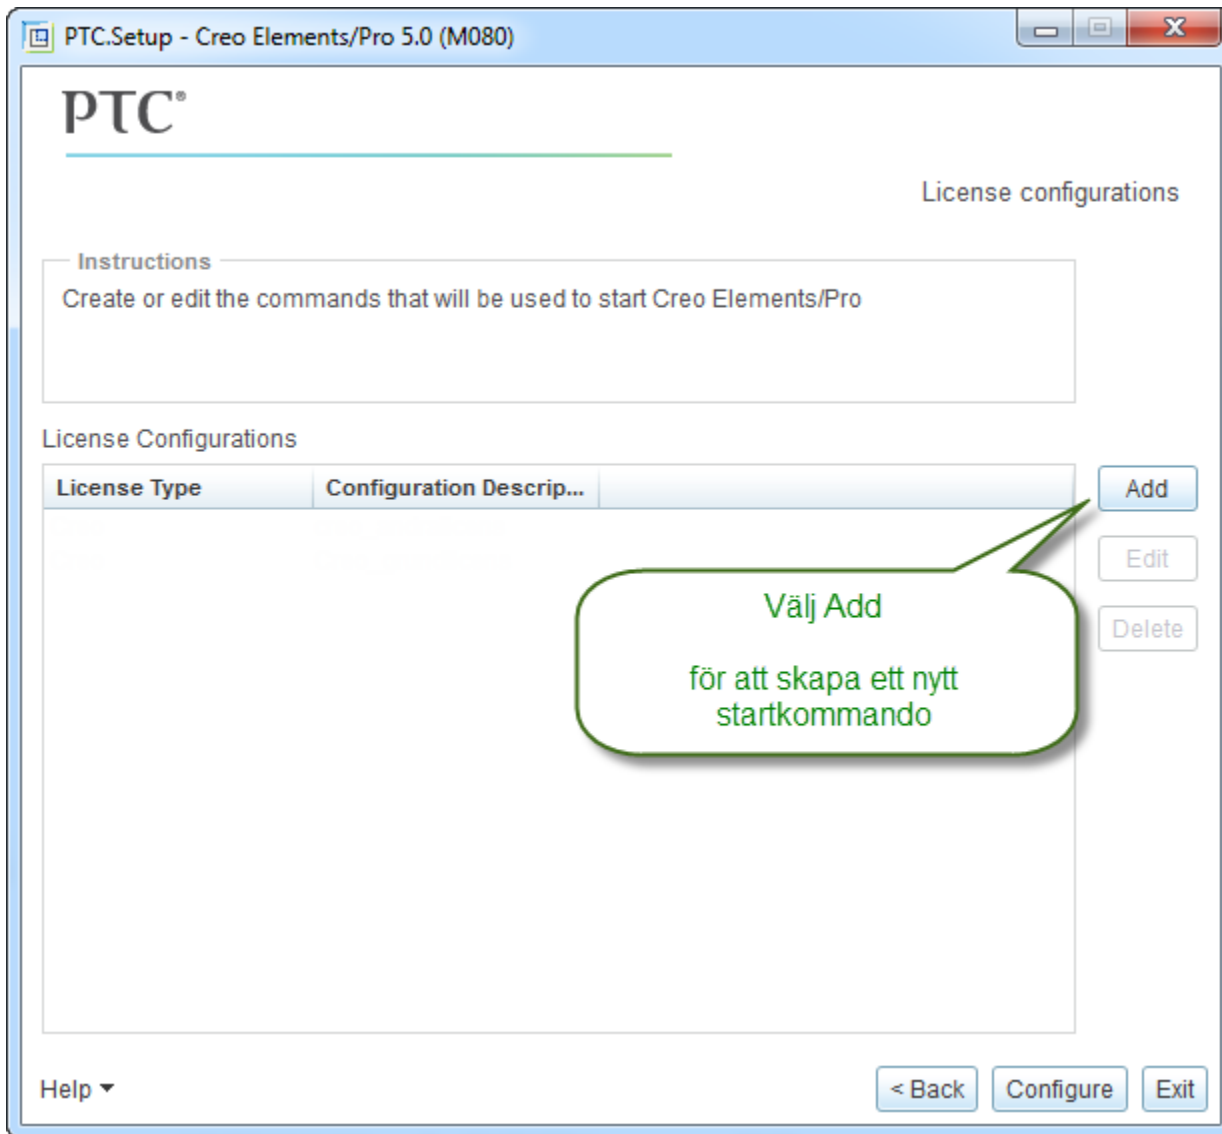 PTC.Setup - Creo Elements/Pro 5.0 (M080)
PTC®
License configurations
Instructions
Create or edit the commands that will be used to start Creo Elements/Pro
License Configurations
License Type
Configuration Descrip...
Add
Edit
Delete
Välj Add
för att skapa ett nytt
startkommando
Help
< Back
Configure
Exit